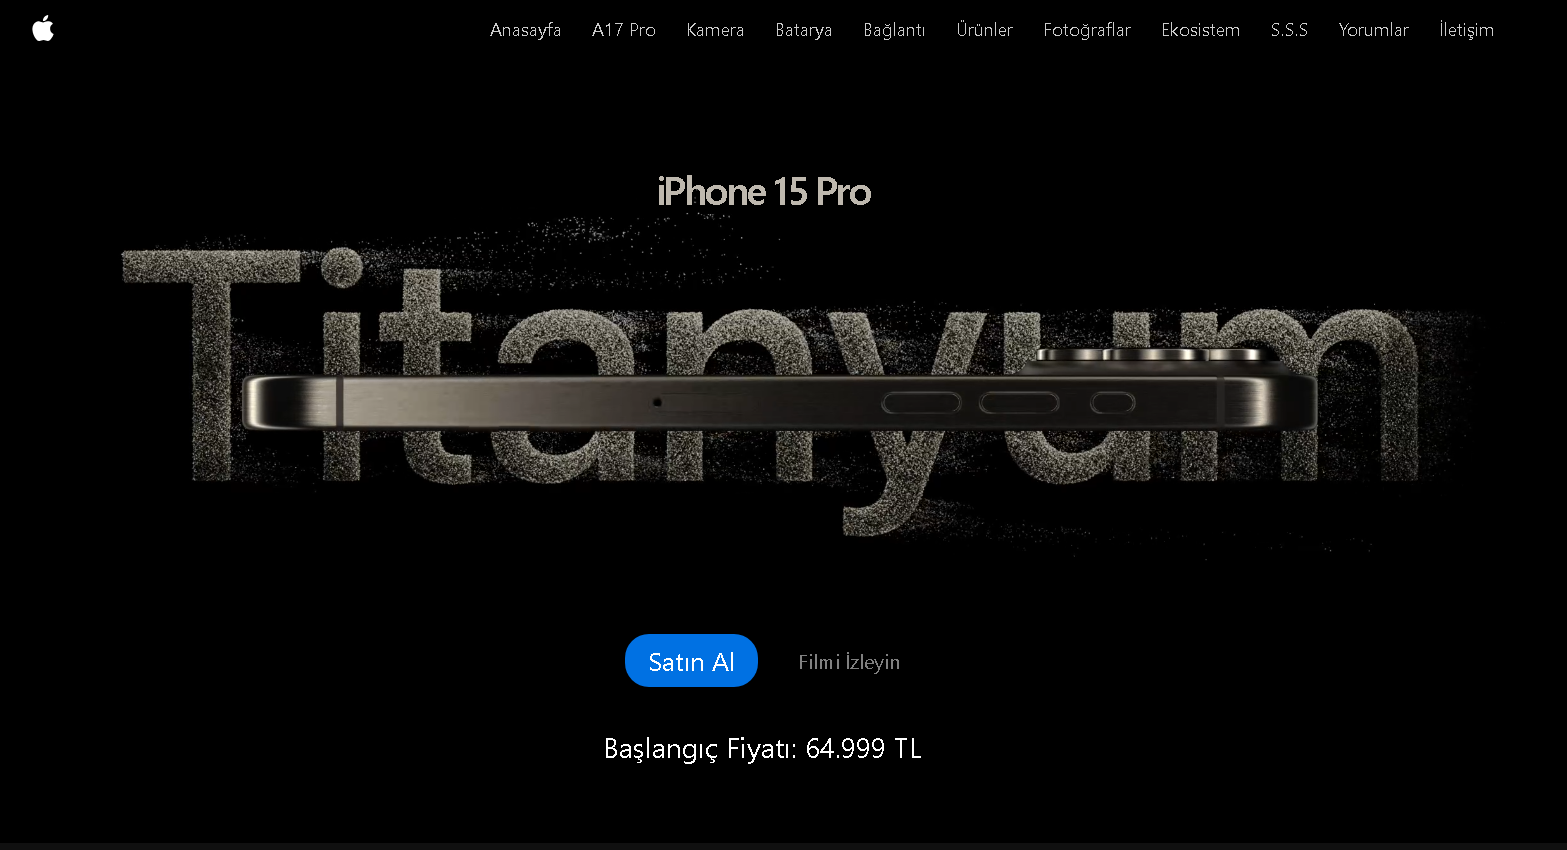 Anasayfa A17 Pro Kamera Batarya Bağlantı Ürünler Fotoğraflar Ekosistem S.S.S Yorumlar İletişim
iPhone 15 Pro
Titanyum
Satın Al Filmi İzleyin
Başlangıç Fiyatı: 64.999 TL